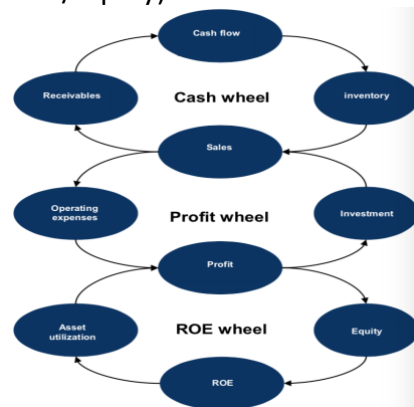 Cash flow
Receivables
Cash wheel
inventory
Sales
Operating
expenses
Profit wheel
Investment
Profit
Asset
utilization
ROE wheel
Equity
ROE